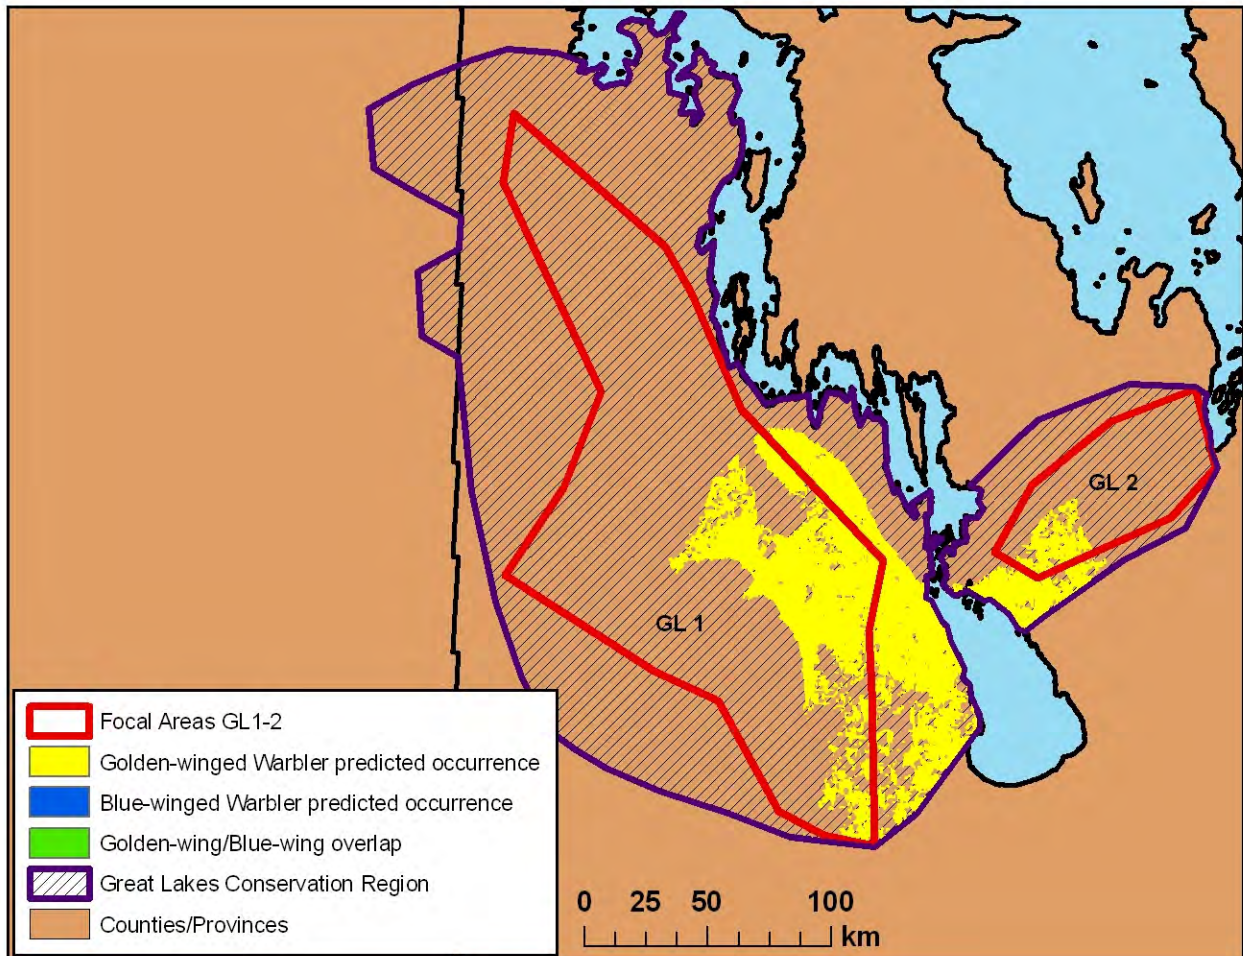 GL 2
GL 1
Focal Areas GL1-2
Golden-winged Warbler predicted occurrence
Blue-winged Warbler predicted occurrence
Golden-wing/Blue-wing overlap
Great Lakes Conservation Region
Counties/Provinces
0 25 50 100
km